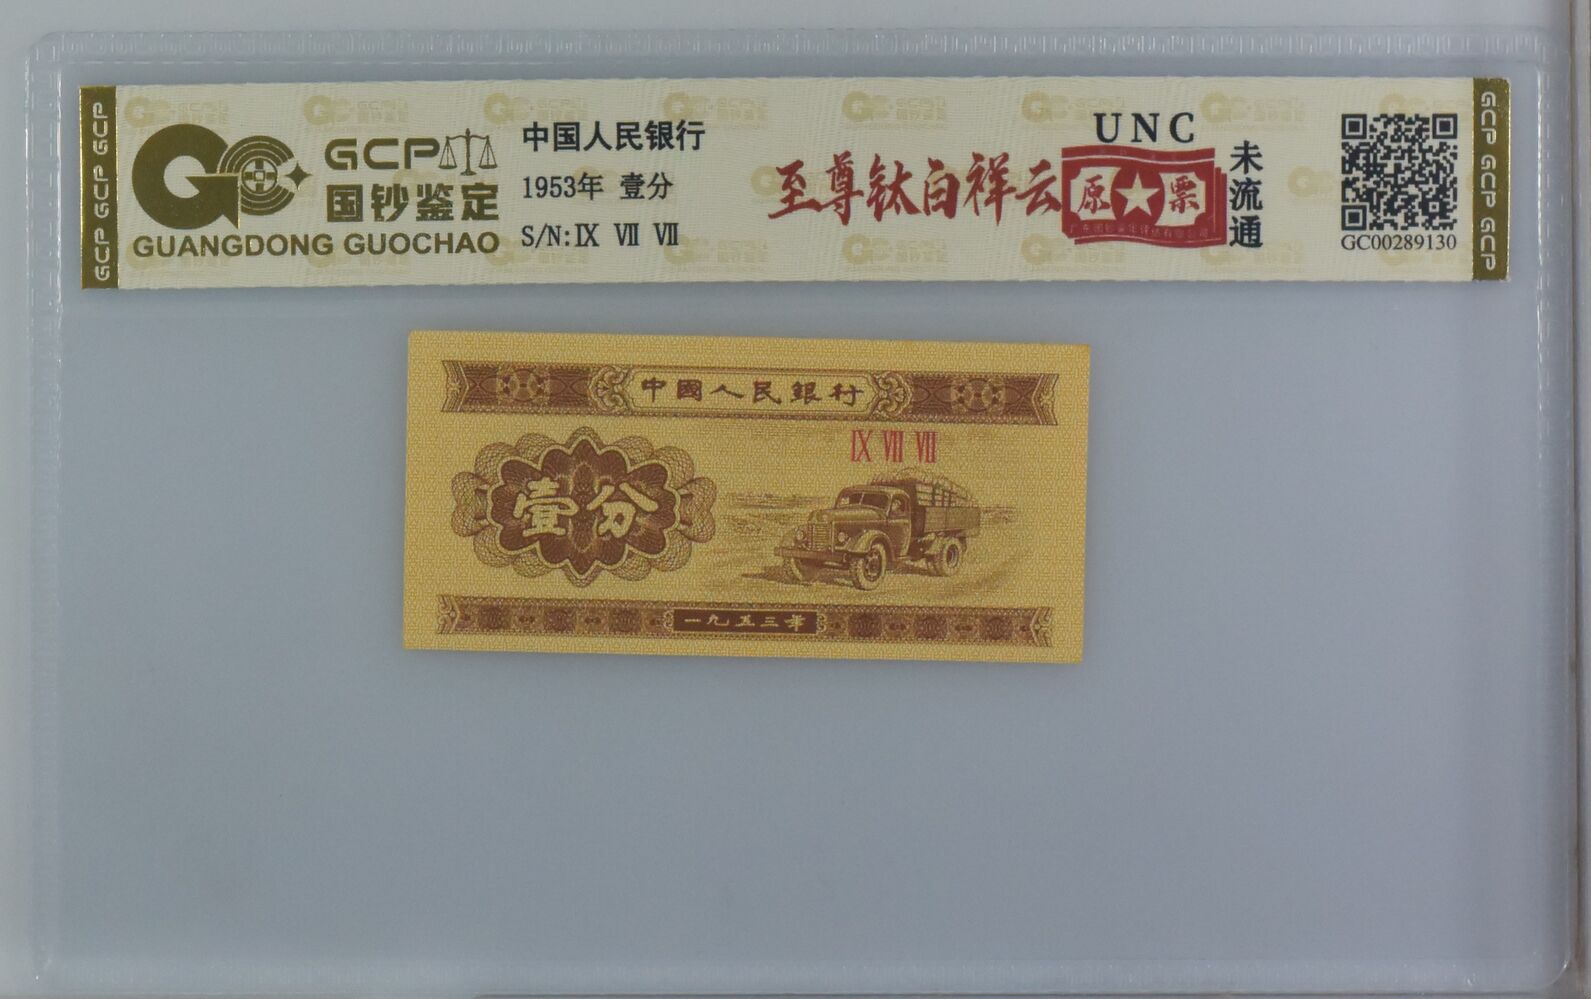 GCP GCP GCP
GCP
国钞鉴定
GUANGDONG GUOCHAO
中国人民银行
1953年 壹分
S/N:Ⅸ Ⅶ Ⅶ
至尊钛白祥云
UNC
原★票
未流通
GC00289130
GCP GCP GCP
中國人民銀行
Ⅸ Ⅶ Ⅶ
壹分
一九五三年